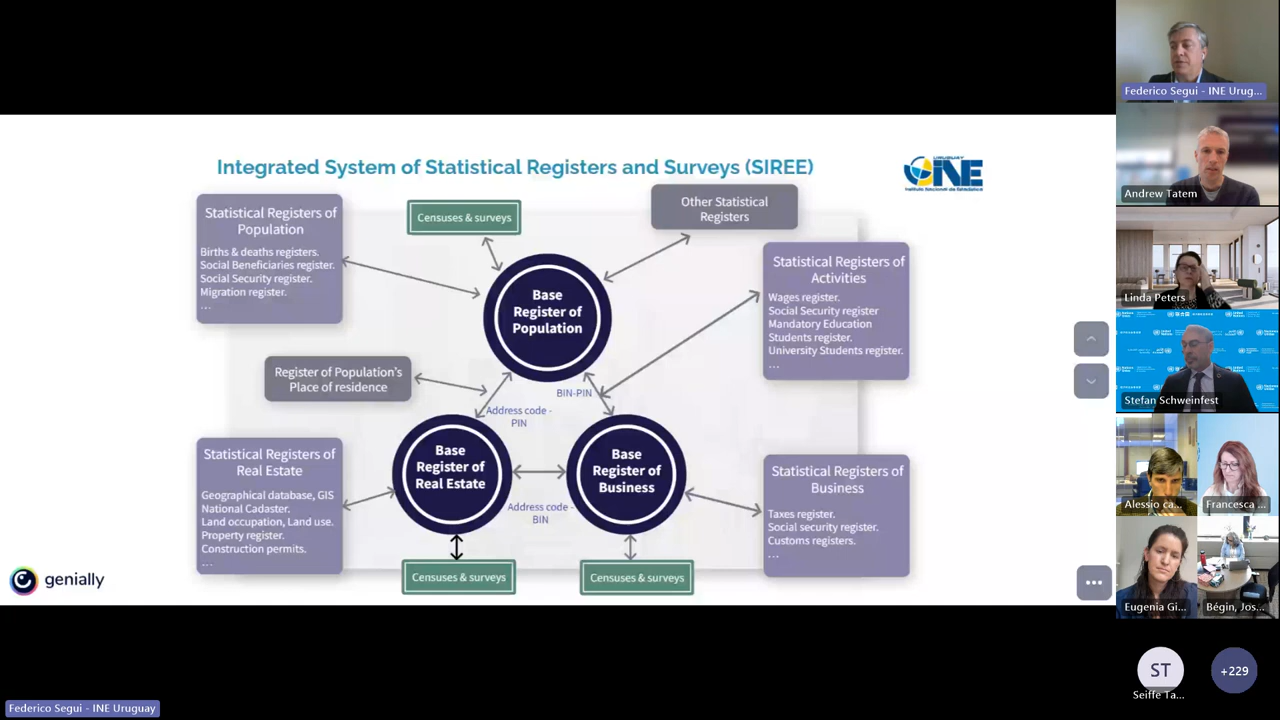 Integrated System of Statistical Registers and Surveys (SIREE)
URUGUAY
INE
Instituto Nacional de Estadística
Statistical Registers of
Population
Births & deaths registers.
Social Beneficiaries register.
Social Security register.
Migration register.
...
Censuses & surveys
Other Statistical
Registers
Base
Register of
Population
Statistical Registers of
Activities
Wages register.
Social Security register
Mandatory Education
Students register.
University Students register.
...
Register of Population's
Place of residence
BIN-PIN
Address code -
PIN
Base
Register of
Real Estate
Base
Register of
Business
Address code -
BIN
Statistical Registers of
Real Estate
Geographical database, GIS
National Cadaster.
Land occupation, Land use.
Property register.
Construction permits.
...
Statistical Registers of
Business
Taxes register.
Social security register.
Customs registers.
...
Censuses & surveys
Censuses & surveys
genially
Federico Segui - INE Uruguay
Federico Segui - INE Urug...
Andrew Tatem
Linda Peters
Stefan Schweinfest
Alessio ca...
Francesca ...
Eugenia Gi...
Bégin, Jos...
ST
Seiffe Ta...
+229